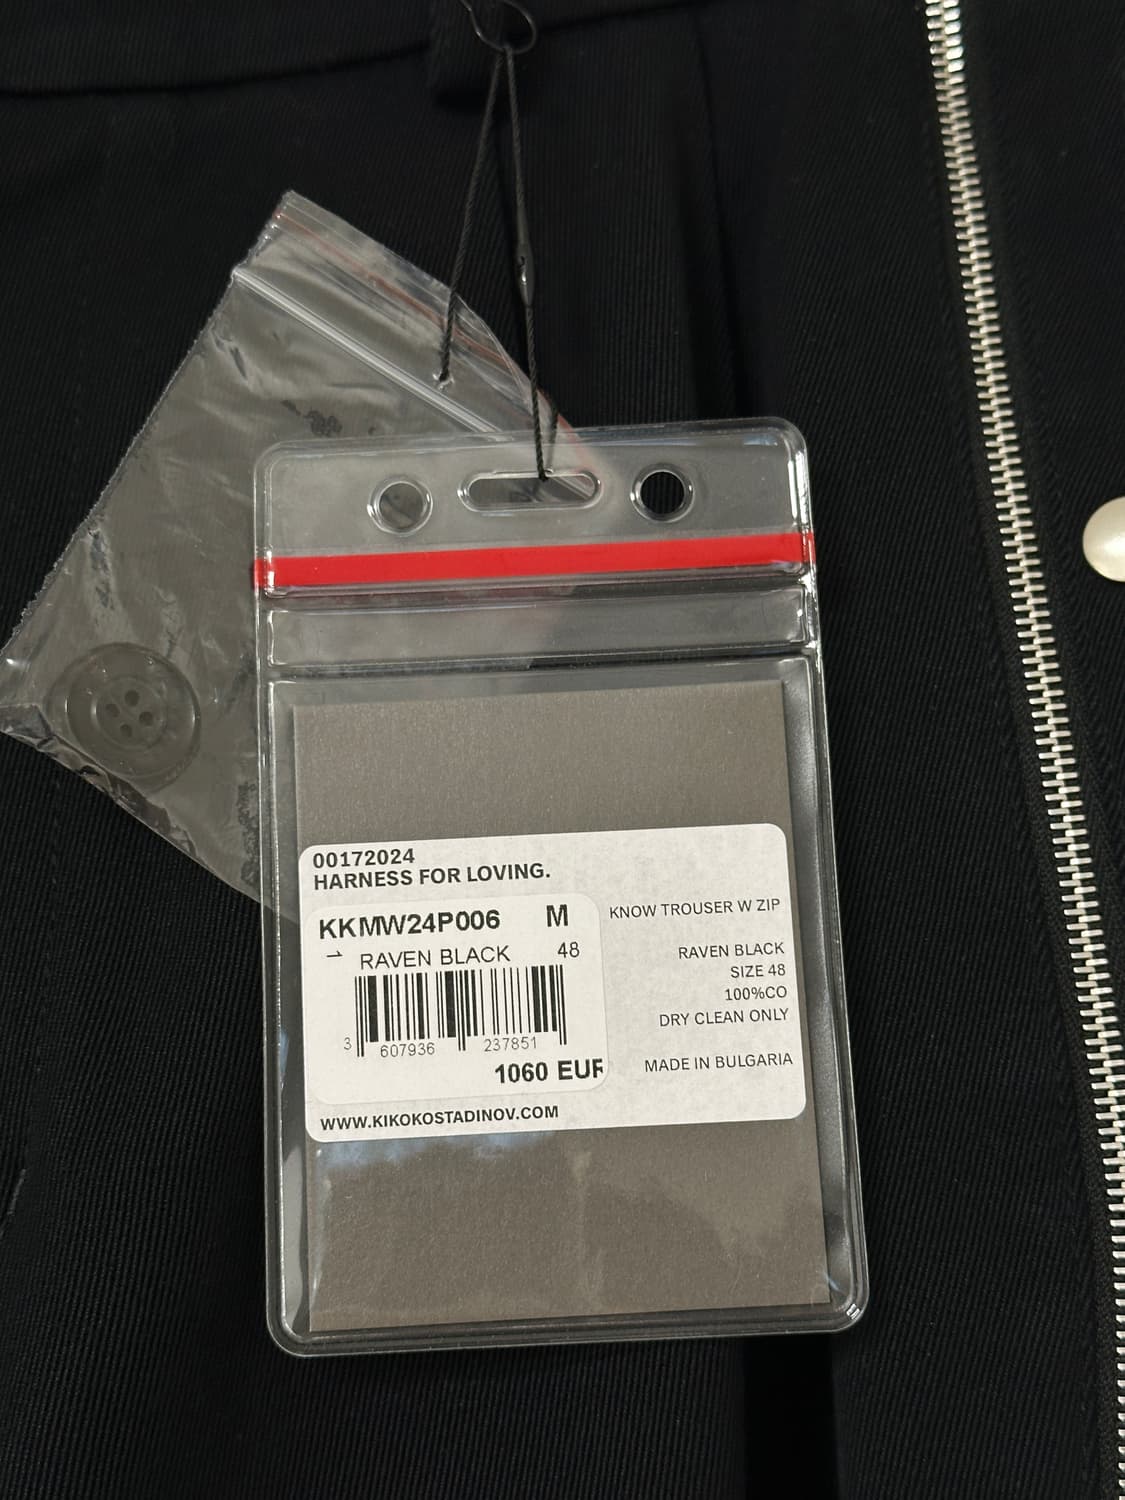 00172024
HARNESS FOR LOVING.
KKMW24P006 M
1 RAVEN BLACK 48
3 607936 237851
1060 EUR
KNOW TROUSER W ZIP
RAVEN BLACK
SIZE 48
100%CO
DRY CLEAN ONLY
MADE IN BULGARIA
WWW.KIKOKOSTADINOV.COM